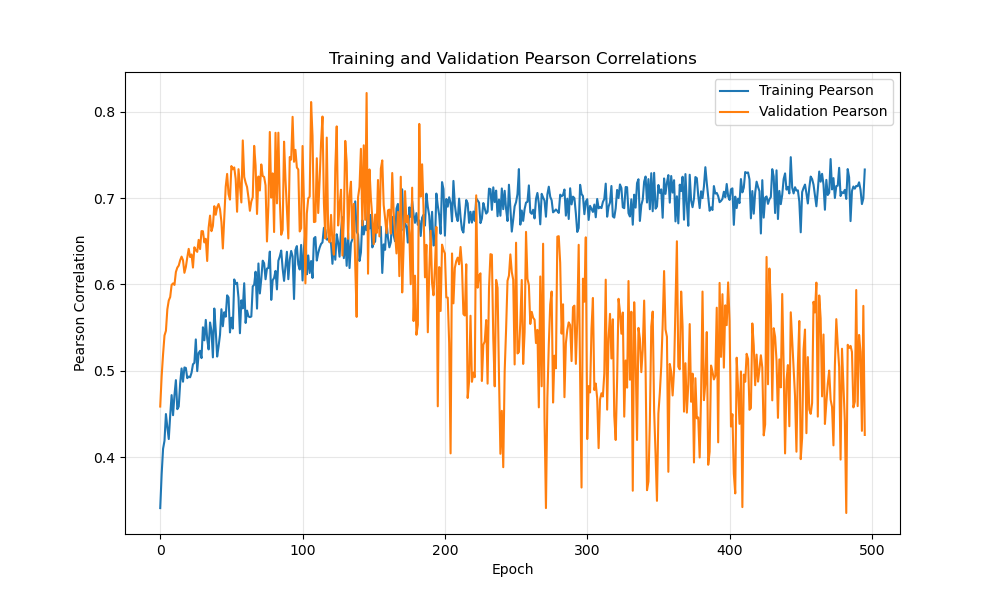 Training and Validation Pearson Correlations
Training Pearson
Validation Pearson
Pearson Correlation
0.8
0.7
0.6
0.5
0.4
0 100 200 300 400 500
Epoch